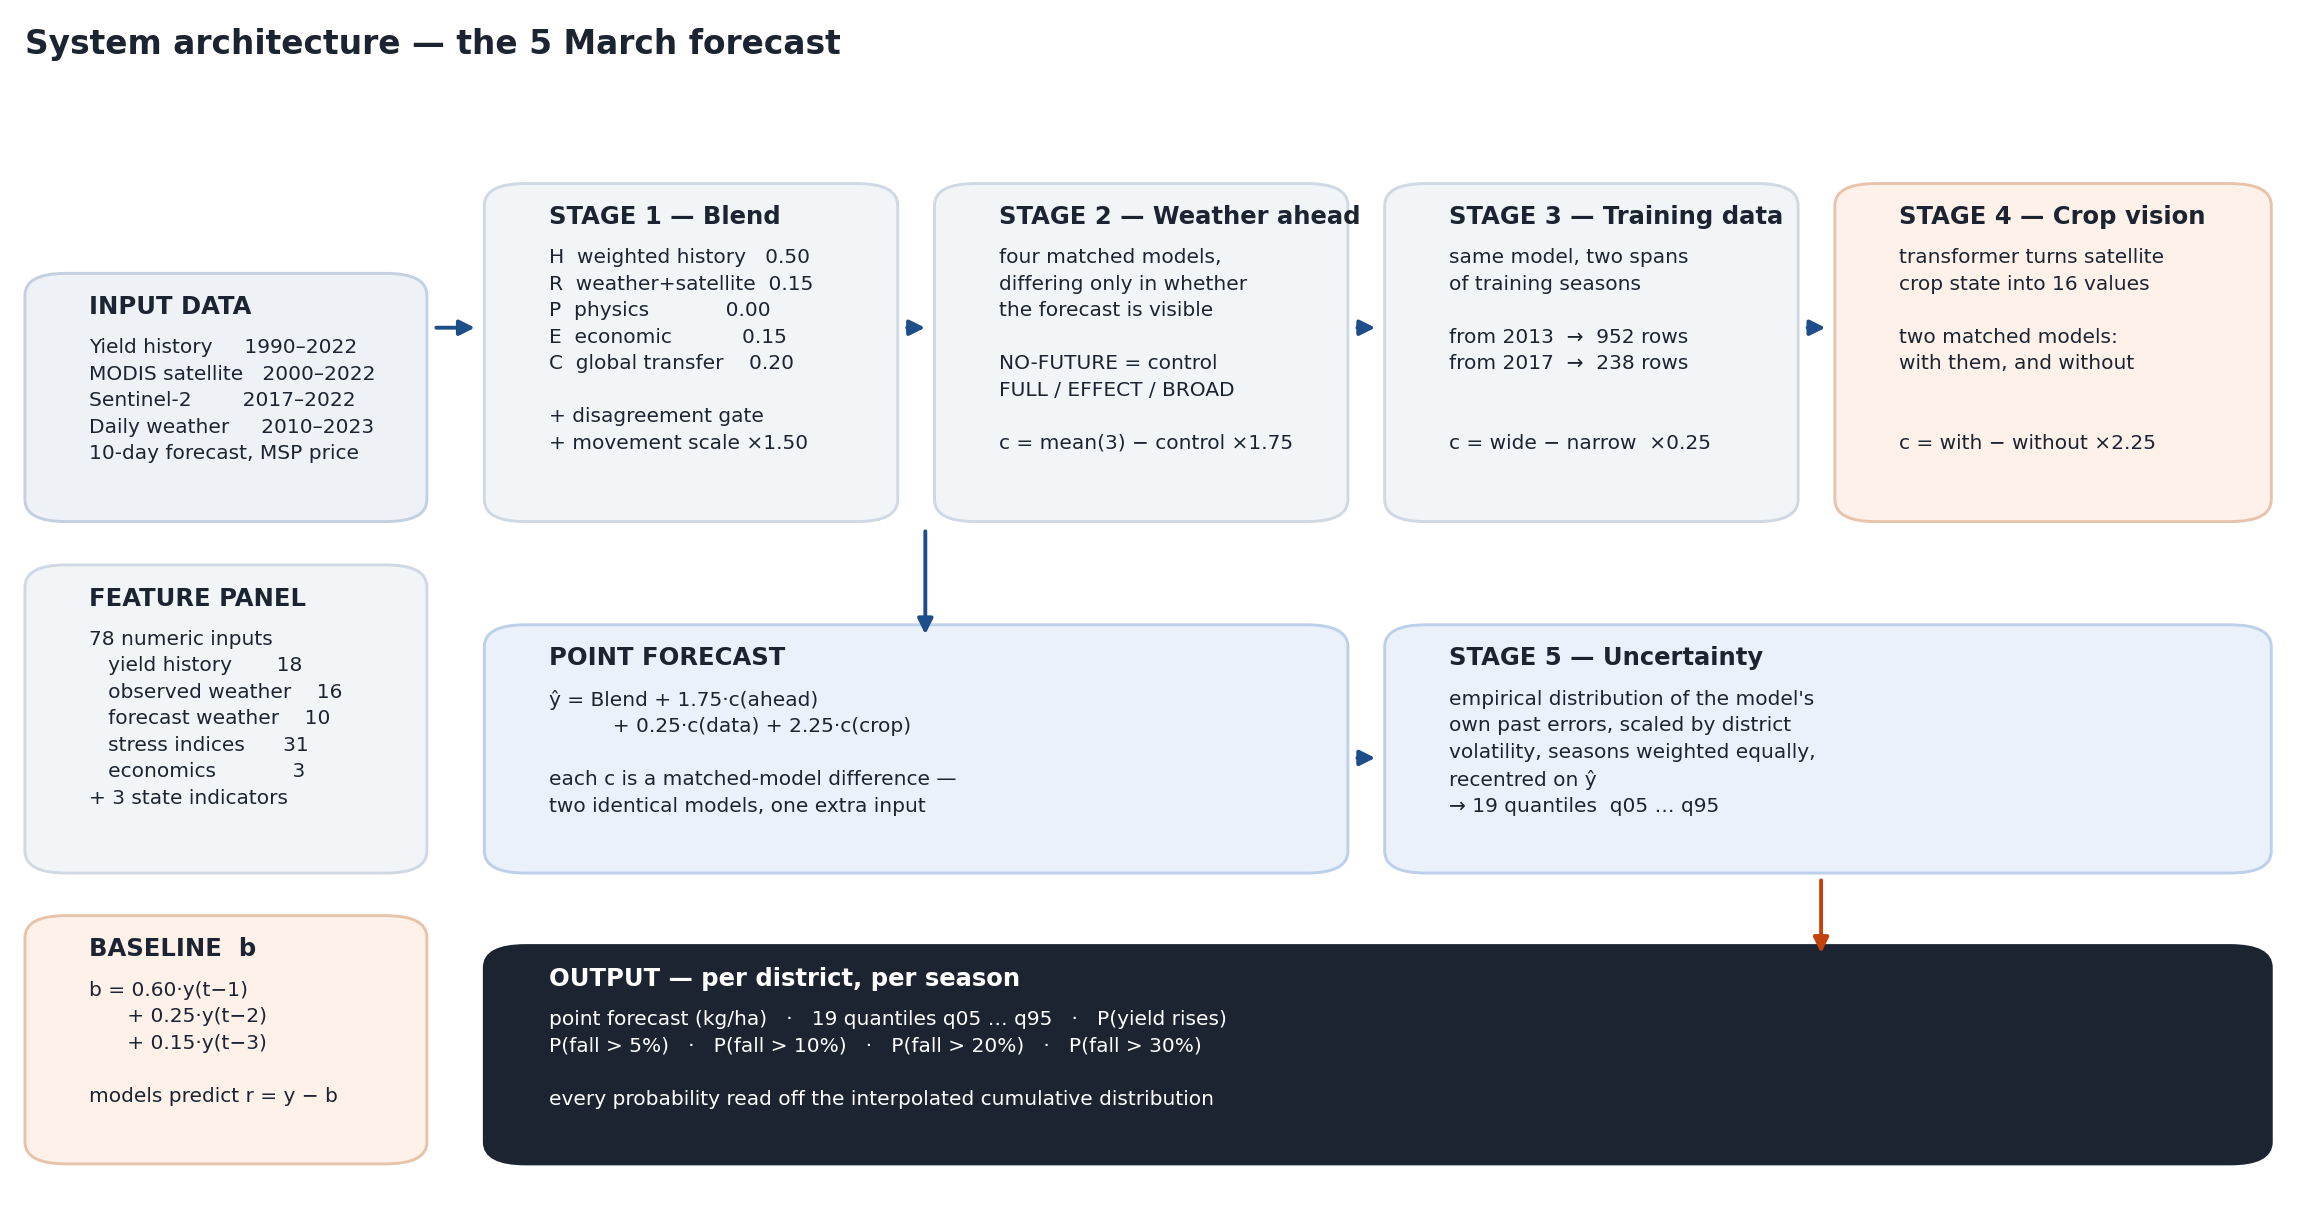 System architecture — the 5 March forecast
INPUT DATA
Yield history 1990–2022
MODIS satellite 2000–2022
Sentinel-2 2017–2022
Daily weather 2010–2023
10-day forecast, MSP price
STAGE 1 — Blend
H weighted history 0.50
R weather+satellite 0.15
P physics 0.00
E economic 0.15
C global transfer 0.20
+ disagreement gate
+ movement scale ×1.50
STAGE 2 — Weather ahead
four matched models,
differing only in whether
the forecast is visible
NO-FUTURE = control
FULL / EFFECT / BROAD
c = mean(3) − control ×1.75
STAGE 3 — Training data
same model, two spans
of training seasons
from 2013 → 952 rows
from 2017 → 238 rows
c = wide − narrow ×0.25
STAGE 4 — Crop vision
transformer turns satellite
crop state into 16 values
two matched models:
with them, and without
c = with − without ×2.25
FEATURE PANEL
78 numeric inputs
yield history 18
observed weather 16
forecast weather 10
stress indices 31
economics 3
+ 3 state indicators
POINT FORECAST
ŷ = Blend + 1.75·c(ahead)
+ 0.25·c(data) + 2.25·c(crop)
each c is a matched-model difference —
two identical models, one extra input
STAGE 5 — Uncertainty
empirical distribution of the model's
own past errors, scaled by district
volatility, seasons weighted equally,
recentred on ŷ
→ 19 quantiles q05 … q95
BASELINE b
b = 0.60·y(t−1)
+ 0.25·y(t−2)
+ 0.15·y(t−3)
models predict r = y − b
OUTPUT — per district, per season
point forecast (kg/ha) · 19 quantiles q05 … q95 · P(yield rises)
P(fall > 5%) · P(fall > 10%) · P(fall > 20%) · P(fall > 30%)
every probability read off the interpolated cumulative distribution